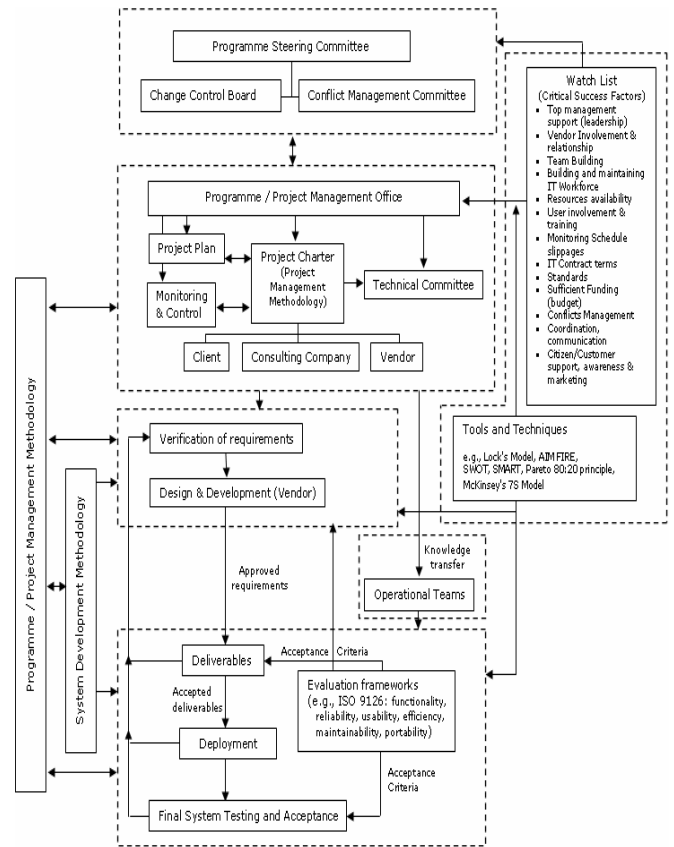 Programme Steering Committee
Change Control Board
Conflict Management Committee
Watch List
(Critical Success Factors)
Top management
support (leadership)
Vendor Involvement &
relationship
Team Building
Building and maintaining
IT Workforce
Resources availability
User involvement &
training
Monitoring Schedule
slippages
IT Contract terms
Standards
Sufficient Funding
(budget)
Conflicts Management
Coordination,
communication
Citizen/Customer
support, awareness &
marketing
Programme / Project Management Office
Project Plan
Project Charter
(Project
Management
Methodology)
Technical Committee
Monitoring
& Control
Client
Consulting Company
Vendor
Tools and Techniques
e.g., Lock's Model, AIM FIRE,
SWOT, SMART, Pareto 80:20 principle,
McKinsey's 7S Model
Programme / Project Management Methodology
System Development Methodology
Verification of requirements
Design & Development (Vendor)
Approved
requirements
Knowledge
transfer
Operational Teams
Acceptance Criteria
Deliverables
Evaluation frameworks
(e.g., ISO 9126: functionality,
reliability, usability, efficiency,
maintainability, portability)
Accepted
deliverables
Deployment
Acceptance
Criteria
Final System Testing and Acceptance